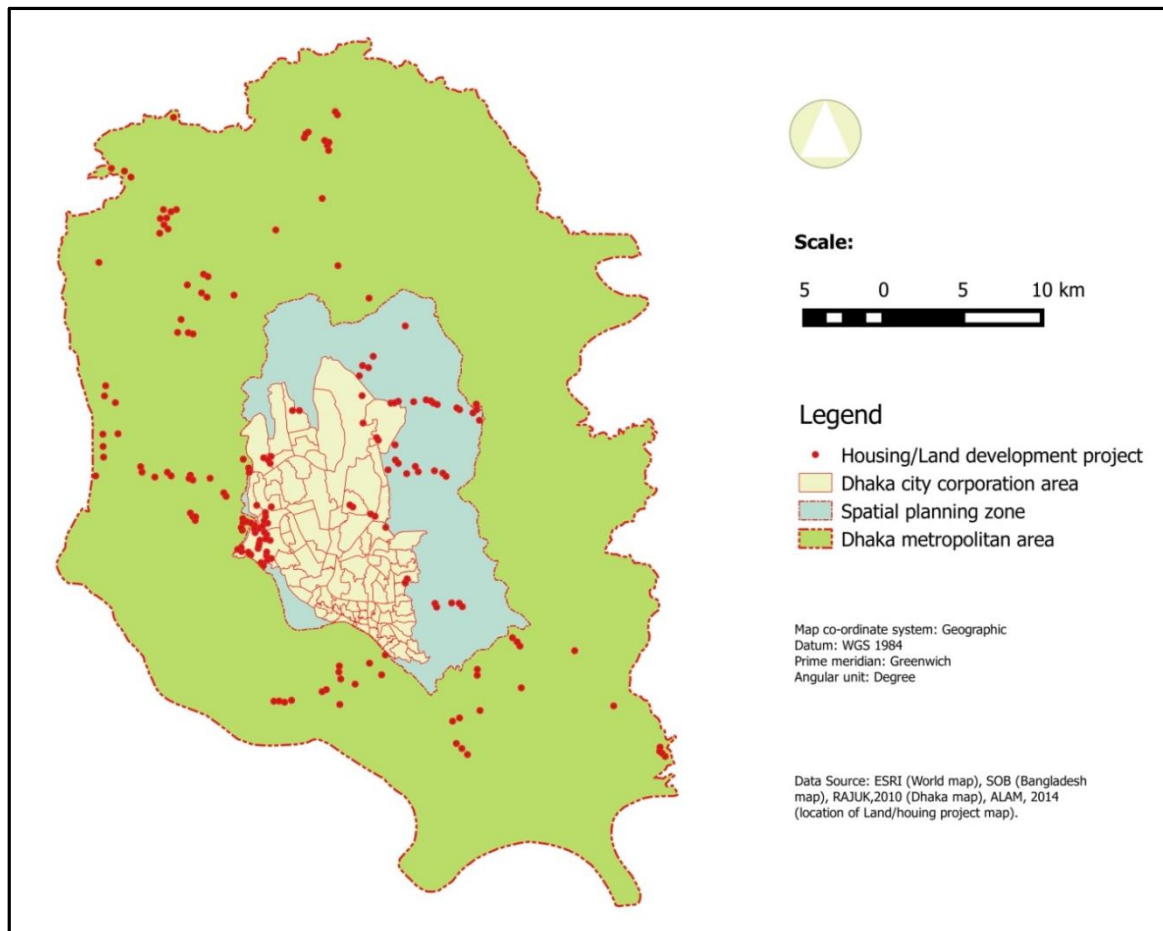 Scale:
5 0 5 10 km
Legend
Housing/Land development project
Dhaka city corporation area
Spatial planning zone
Dhaka metropolitan area
Map co-ordinate system: Geographic
Datum: WGS 1984
Prime meridian: Greenwich
Angular unit: Degree
Data Source: ESRI (World map), SOB (Bangladesh
map), RAJUK,2010 (Dhaka map), ALAM, 2014
(location of Land/houing project map).